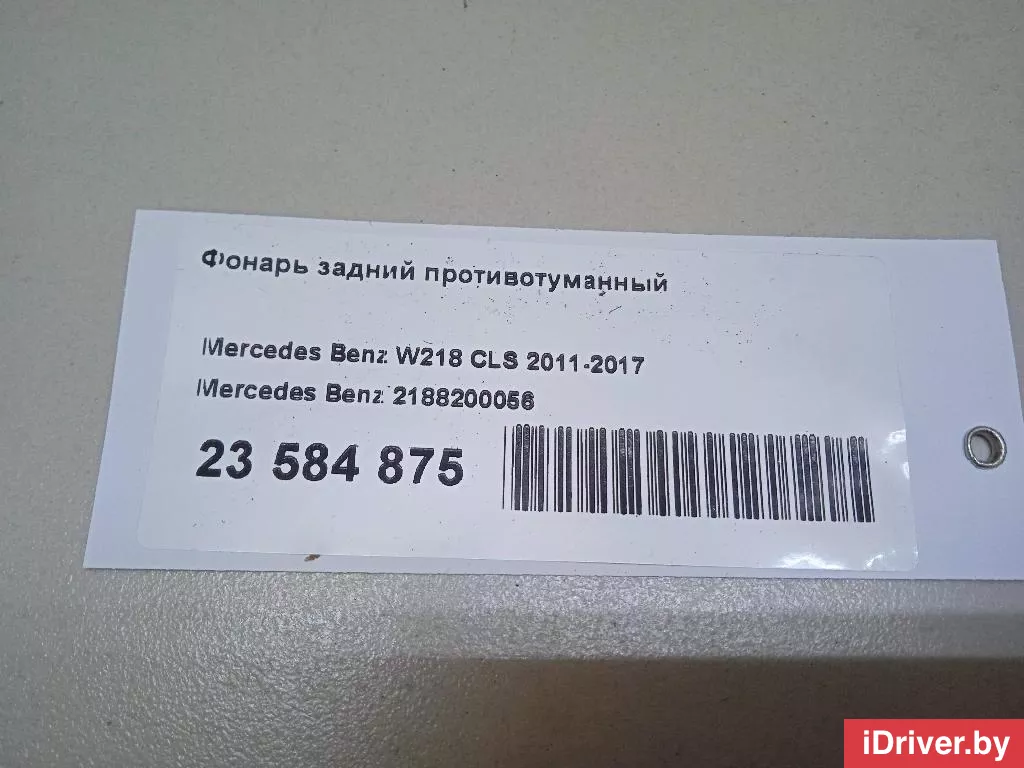 Фонарь задний противотуманный
Mercedes Benz W218 CLS 2011-2017
Mercedes Benz 2188200056
23 584 875
iDriver.by